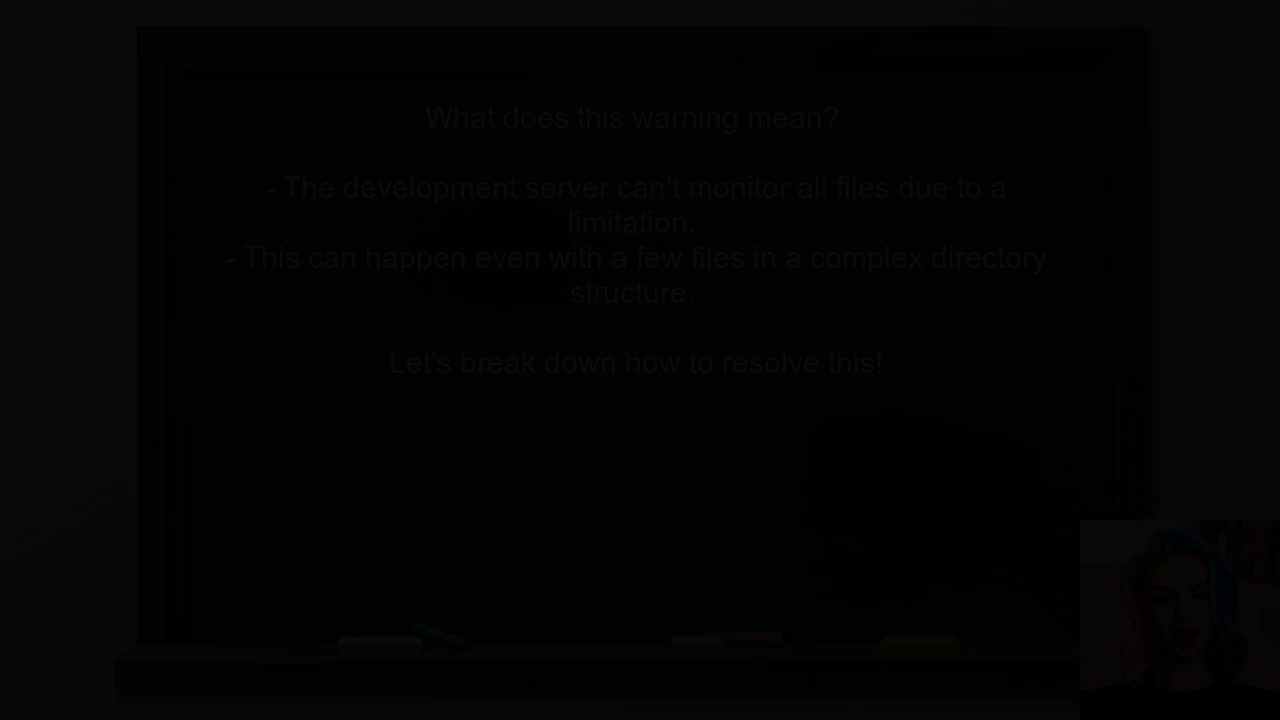 What does this warning mean?
- The development server can't monitor all files due to a
limitation.
- This can happen even with a few files in a complex directory
structure.
Let's break down how to resolve this!